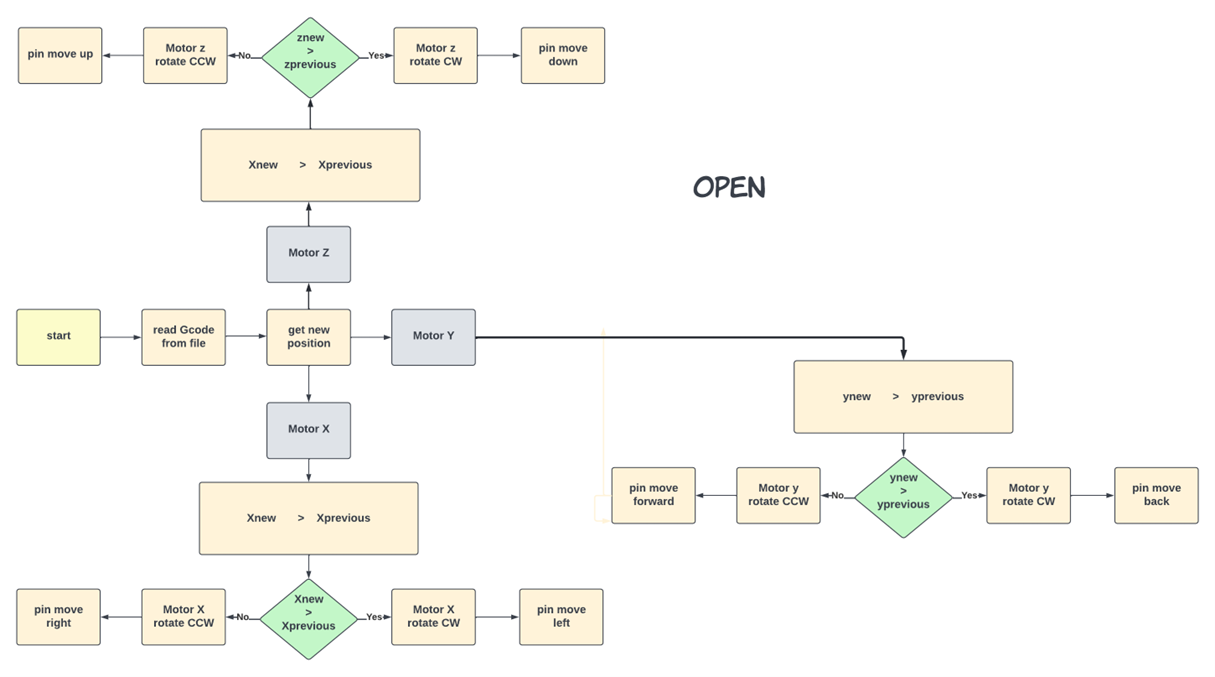 pin move up
Motor z
rotate CCW
No
znew
>
zprevious
Yes
Motor z
rotate CW
pin move
down
Xnew > Xprevious
OPEN
Motor Z
start
read Gcode
from file
get new
position
Motor Y
ynew > yprevious
Motor X
pin move
forward
Motor y
rotate CCW
No
ynew
>
yprevious
Yes
Motor y
rotate CW
pin move
back
Xnew > Xprevious
pin move
right
Motor X
rotate CCW
No
Xnew
>
Xprevious
Yes
Motor X
rotate CW
pin move
left